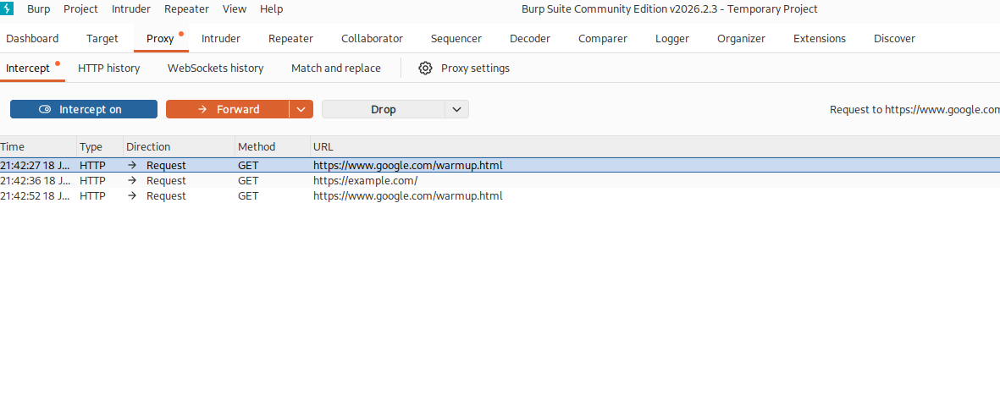 Burp Project Intruder Repeater View Help Burp Suite Community Edition v2026.2.3 - Temporary Project
Dashboard Target Proxy Intruder Repeater Collaborator Sequencer Decoder Comparer Logger Organizer Extensions Discover
Intercept HTTP history WebSockets history Match and replace Proxy settings
Intercept on Forward Drop Request to https://www.google.com
Time Type Direction Method URL
21:42:27 18 J... HTTP → Request GET https://www.google.com/warmup.html
21:42:36 18 J... HTTP → Request GET https://example.com/
21:42:52 18 J... HTTP → Request GET https://www.google.com/warmup.html